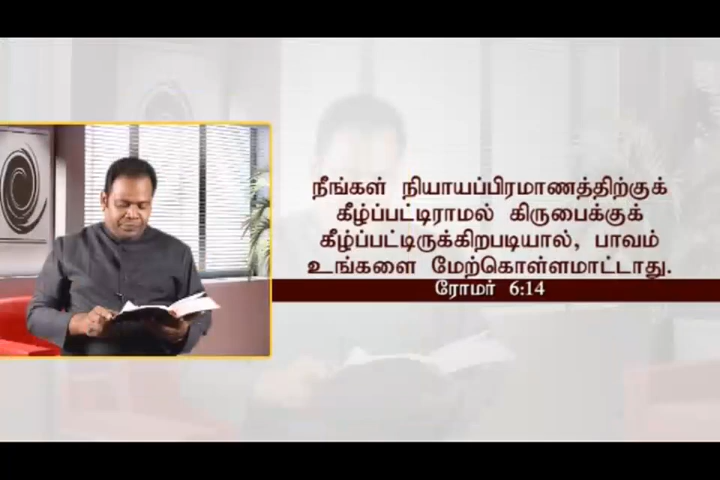 நீங்கள் நியாயப்பிரமாணத்திற்குக்
கீழ்ப்பட்டிராமல் கிருபைக்குக்
கீழ்ப்பட்டிருக்கிறபடியால், பாவம்
உங்களை மேற்கொள்ளமாட்டாது.
ரோமர் 6:14